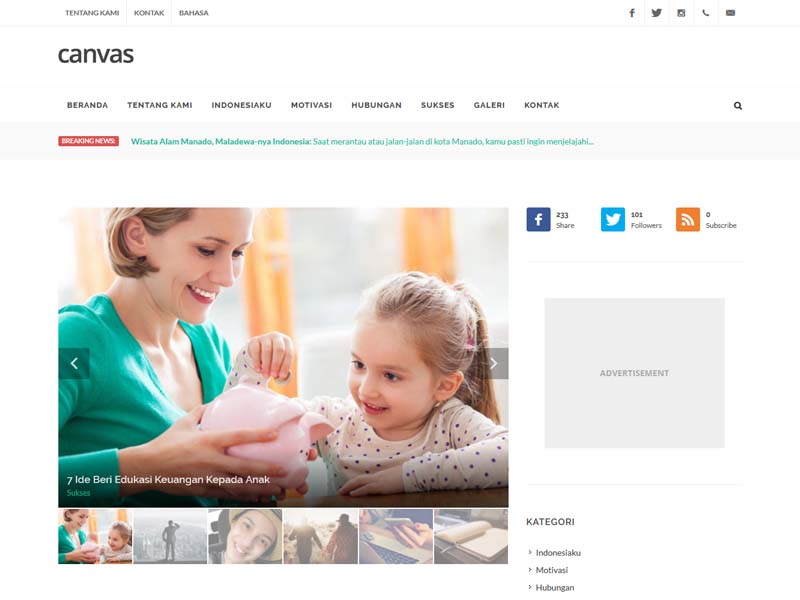 TENTANG KAMI KONTAK BAHASA
canvas
BERANDA TENTANG KAMI INDONESIAKU MOTIVASI HUBUNGAN SUKSES GALERI KONTAK
BREAKING NEWS: Wisata Alam Manado, Maladewa-nya Indonesia: Saat merantau atau jalan-jalan di kota Manado, kamu pasti ingin menjelajahi...
233
Share
101
Followers
0
Subscribe
ADVERTISEMENT
7 Ide Beri Edukasi Keuangan Kepada Anak
Sukses
KATEGORI
Indonesiaku
Motivasi
Hubungan